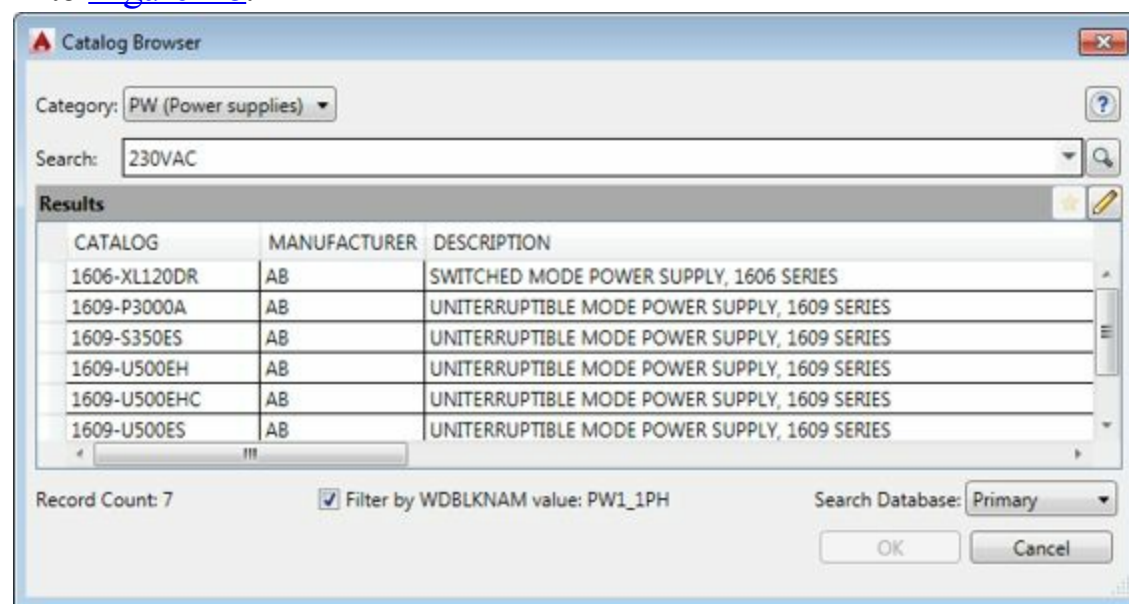 Catalog Browser
Category: PW (Power supplies)
Search: 230VAC
Results
CATALOG MANUFACTURER DESCRIPTION
1606-XL120DR AB SWITCHED MODE POWER SUPPLY, 1606 SERIES
1609-P3000A AB UNITERRUPTIBLE MODE POWER SUPPLY, 1609 SERIES
1609-S350ES AB UNITERRUPTIBLE MODE POWER SUPPLY, 1609 SERIES
1609-U500EH AB UNITERRUPTIBLE MODE POWER SUPPLY, 1609 SERIES
1609-U500EHC AB UNITERRUPTIBLE MODE POWER SUPPLY, 1609 SERIES
1609-U500ES AB UNITERRUPTIBLE MODE POWER SUPPLY, 1609 SERIES
Record Count: 7 Filter by WDBLKNAM value: PW1_1PH Search Database: Primary
OK Cancel